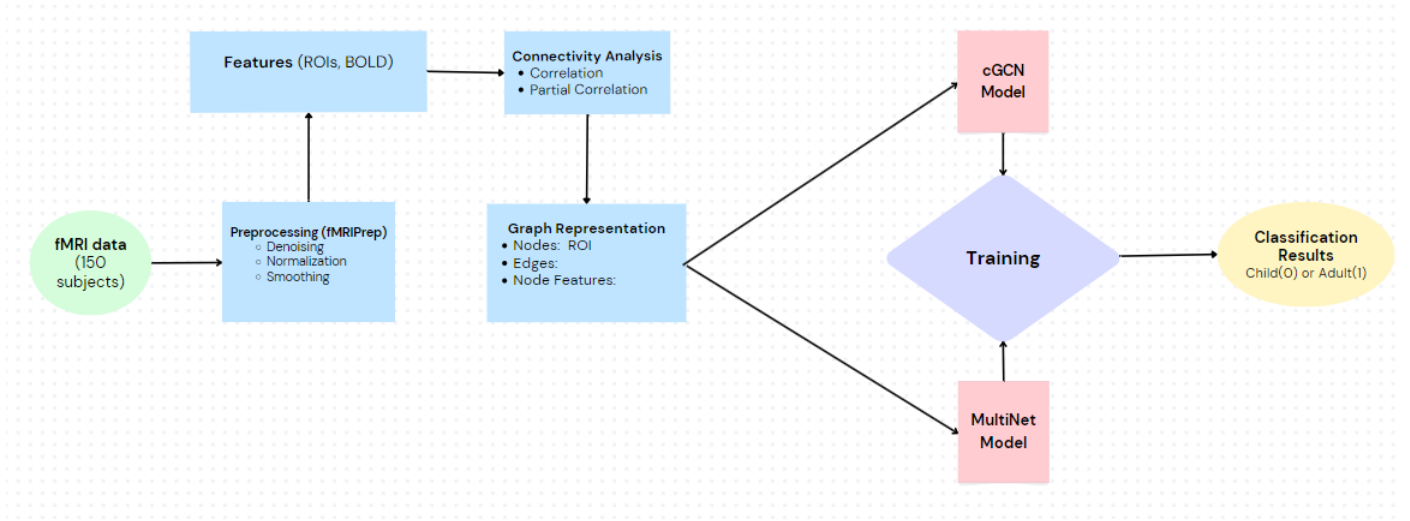 fMRI data
(150
subjects)
Preprocessing (fMRIPrep)
Denoising
Normalization
Smoothing
Features (ROIs, BOLD)
Connectivity Analysis
Correlation
Partial Correlation
Graph Representation
Nodes: ROI
Edges:
Node Features:
cGCN
Model
MultiNet
Model
Training
Classification
Results
Child(0) or Adult(1)